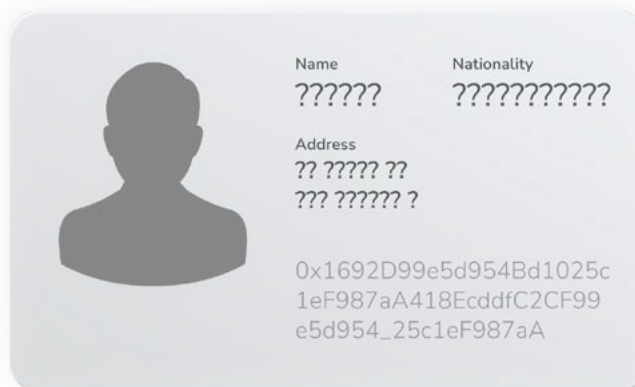 Name Nationality
?????? ???????????
Address
?? ????? ??
??? ?????? ?
0x1692D99e5d954Bd1025c
1eF987aA418EcddfC2CF99
e5d954_25c1eF987aA